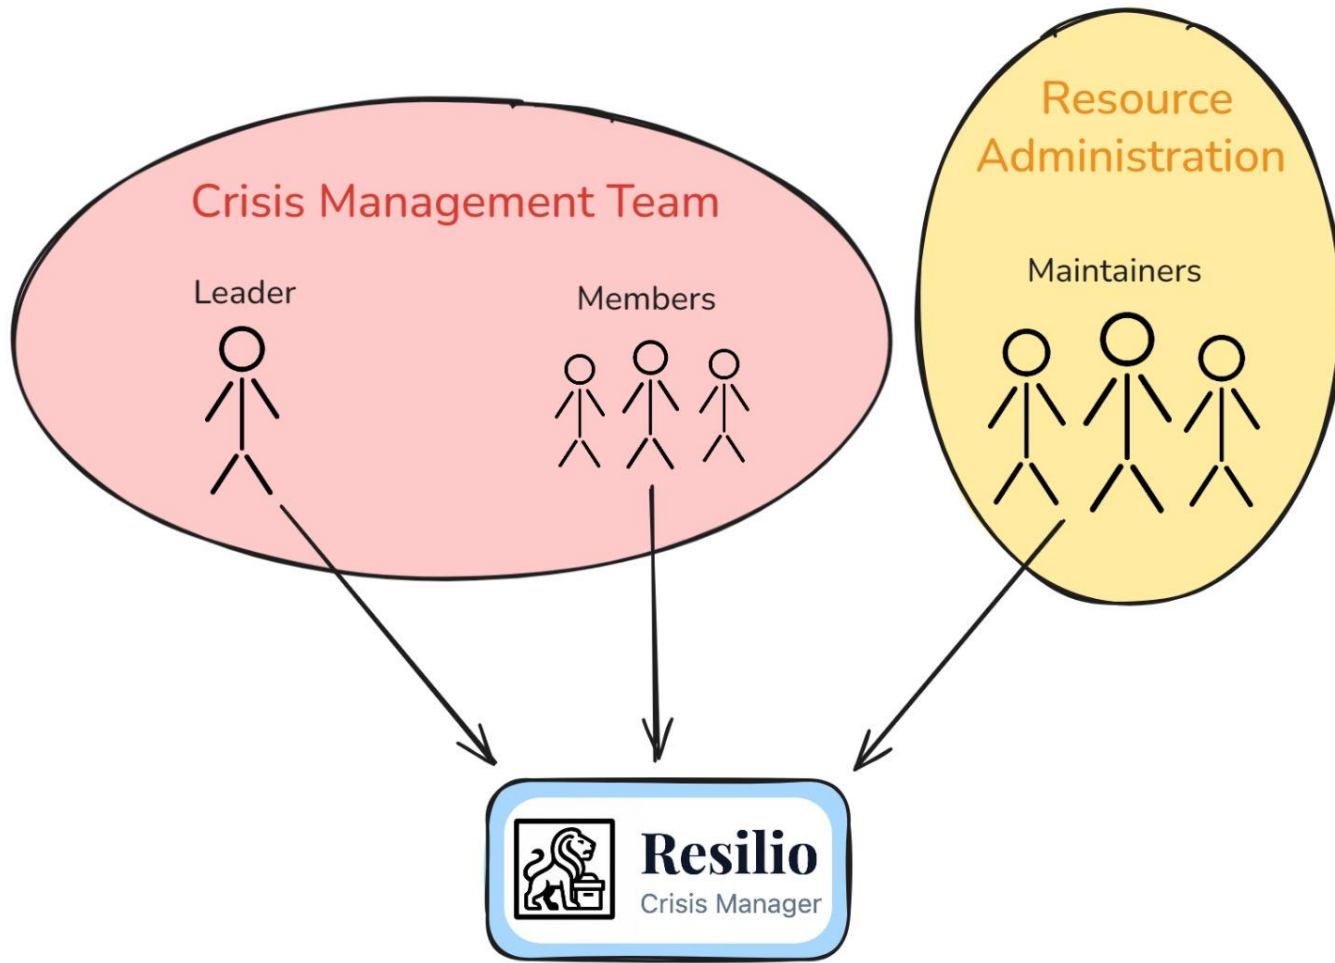 Crisis Management Team
Leader
Members
Resource
Administration
Maintainers
Resilio
Crisis Manager